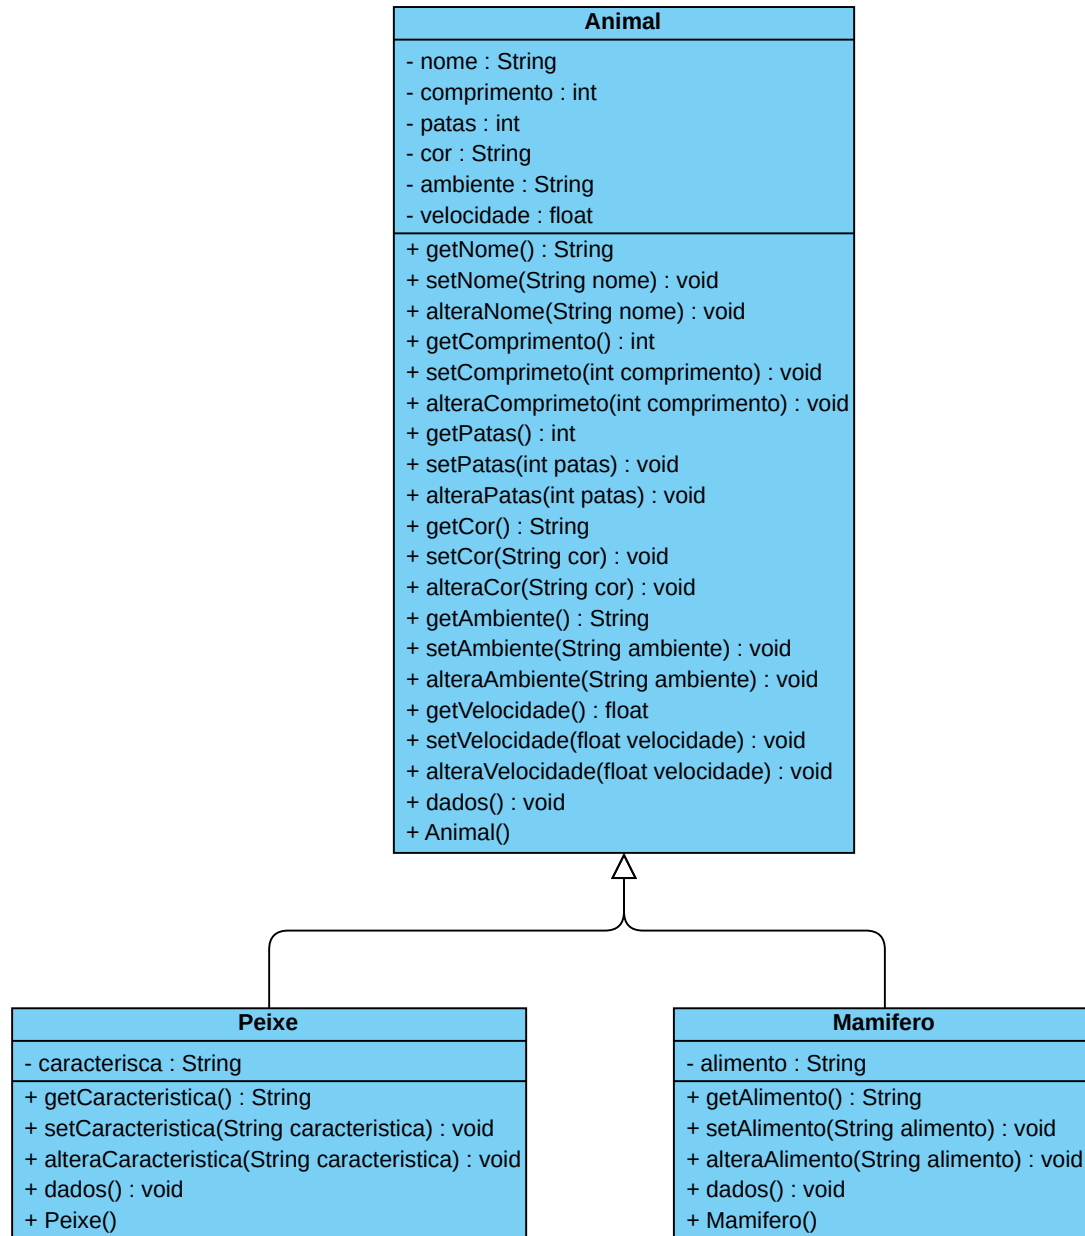 Animal
- nome : String
- comprimento : int
- patas : int
- cor : String
- ambiente : String
- velocidade : float
+ getNome() : String
+ setNome(String nome) : void
+ alteraNome(String nome) : void
+ getComprimento() : int
+ setComprimeto(int comprimento) : void
+ alteraComprimeto(int comprimento) : void
+ getPatas() : int
+ setPatas(int patas) : void
+ alteraPatas(int patas) : void
+ getCor() : String
+ setCor(String cor) : void
+ alteraCor(String cor) : void
+ getAmbiente() : String
+ setAmbiente(String ambiente) : void
+ alteraAmbiente(String ambiente) : void
+ getVelocidade() : float
+ setVelocidade(float velocidade) : void
+ alteraVelocidade(float velocidade) : void
+ dados() : void
+ Animal()
Peixe
- caracterisca : String
+ getCaracteristica() : String
+ setCaracteristica(String caracteristica) : void
+ alteraCaracteristica(String caracteristica) : void
+ dados() : void
+ Peixe()
Mamifero
- alimento : String
+ getAlimento() : String
+ setAlimento(String alimento) : void
+ alteraAlimento(String alimento) : void
+ dados() : void
+ Mamifero()